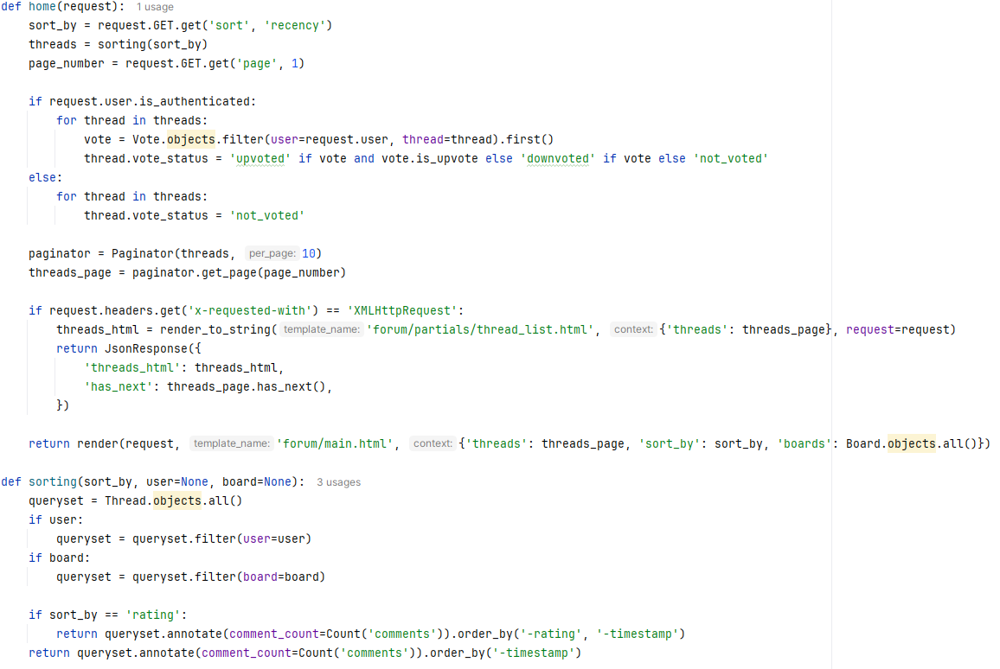 def home(request):  1 usage
    sort_by = request.GET.get('sort', 'recency')
    threads = sorting(sort_by)
    page_number = request.GET.get('page', 1)

    if request.user.is_authenticated:
        for thread in threads:
            vote = Vote.objects.filter(user=request.user, thread=thread).first()
            thread.vote_status = 'upvoted' if vote and vote.is_upvote else 'downvoted' if vote else 'not_voted'
    else:
        for thread in threads:
            thread.vote_status = 'not_voted'

    paginator = Paginator(threads, per_page: 10)
    threads_page = paginator.get_page(page_number)

    if request.headers.get('x-requested-with') == 'XMLHttpRequest':
        threads_html = render_to_string( template_name: 'forum/partials/thread_list.html', context: {'threads': threads_page}, request=request)
        return JsonResponse({
            'threads_html': threads_html,
            'has_next': threads_page.has_next(),
        })

    return render(request, template_name: 'forum/main.html', context: {'threads': threads_page, 'sort_by': sort_by, 'boards': Board.objects.all()})

def sorting(sort_by, user=None, board=None):  3 usages
    queryset = Thread.objects.all()
    if user:
        queryset = queryset.filter(user=user)
    if board:
        queryset = queryset.filter(board=board)

    if sort_by == 'rating':
        return queryset.annotate(comment_count=Count('comments')).order_by('-rating', '-timestamp')
    return queryset.annotate(comment_count=Count('comments')).order_by('-timestamp')